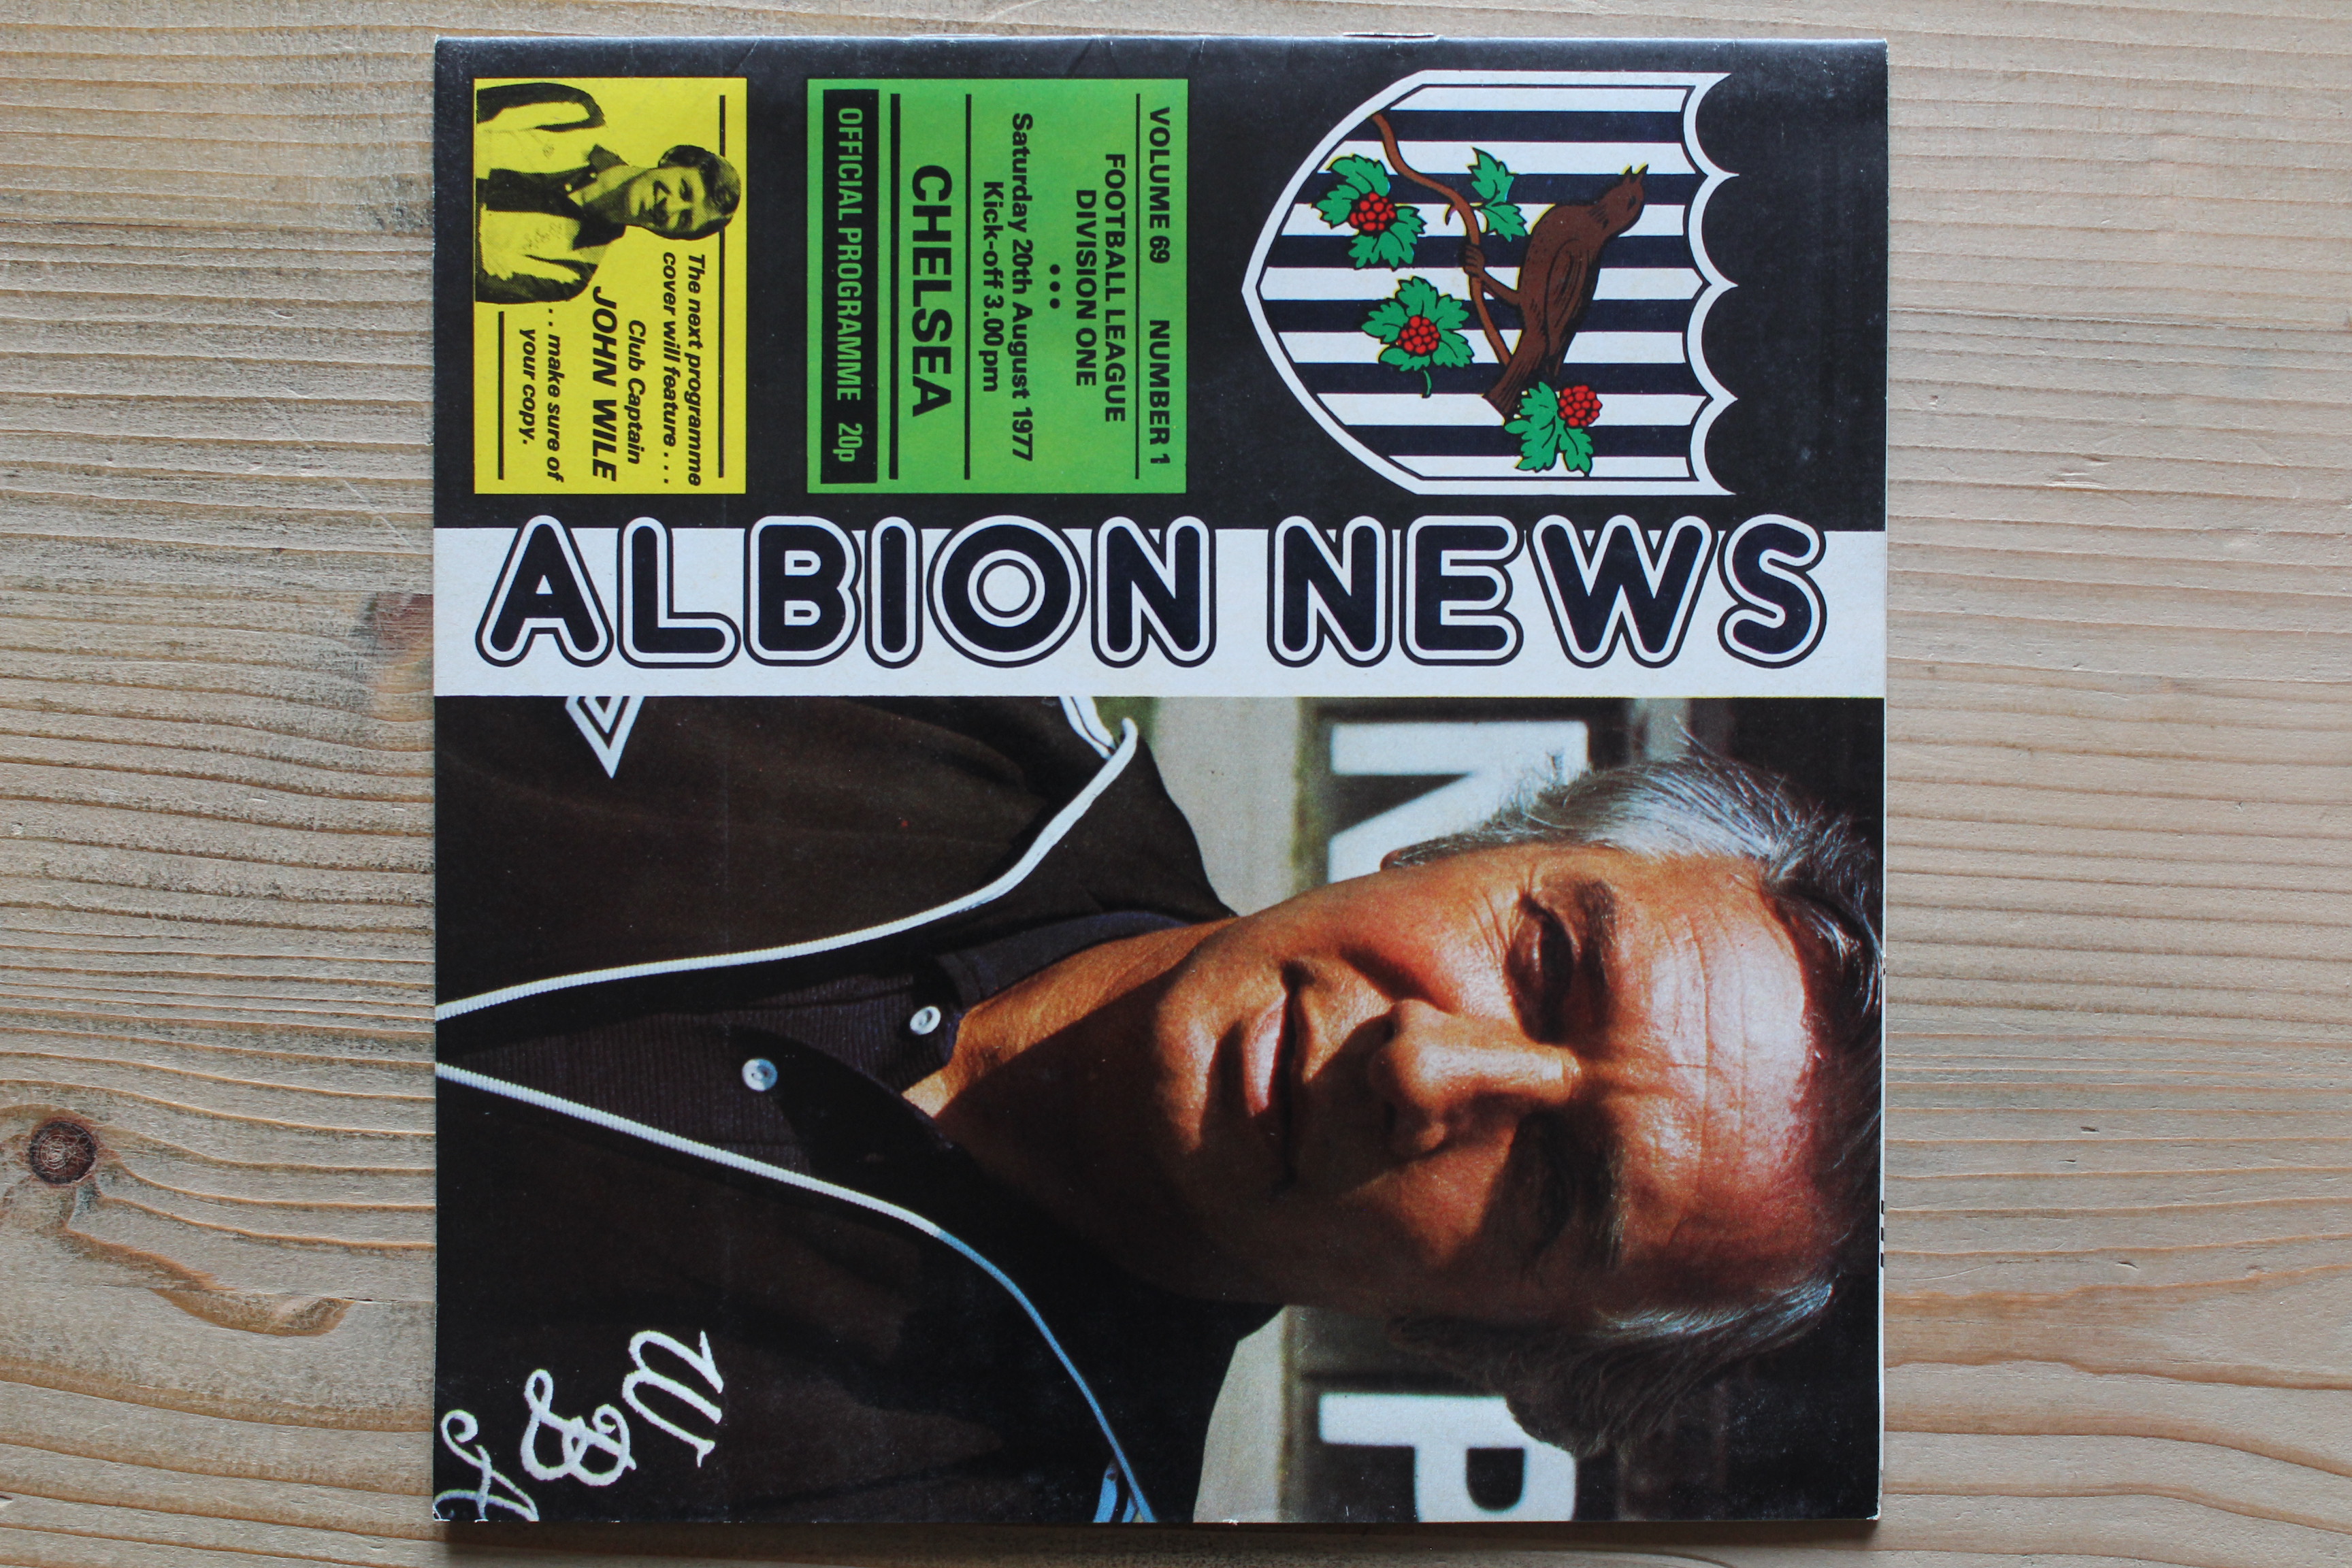 VOLUME 69 NUMBER 1
FOOTBALL LEAGUE
DIVISION ONE
•••
Saturday 20th August 1977
Kick-off 3.00pm
CHELSEA
OFFICIAL PROGRAMME 20p
The next programme
cover will feature . . .
Club Captain
JOHN WILE
. . make sure of
your copy.
ALBION NEWS
N
P
W
B
A